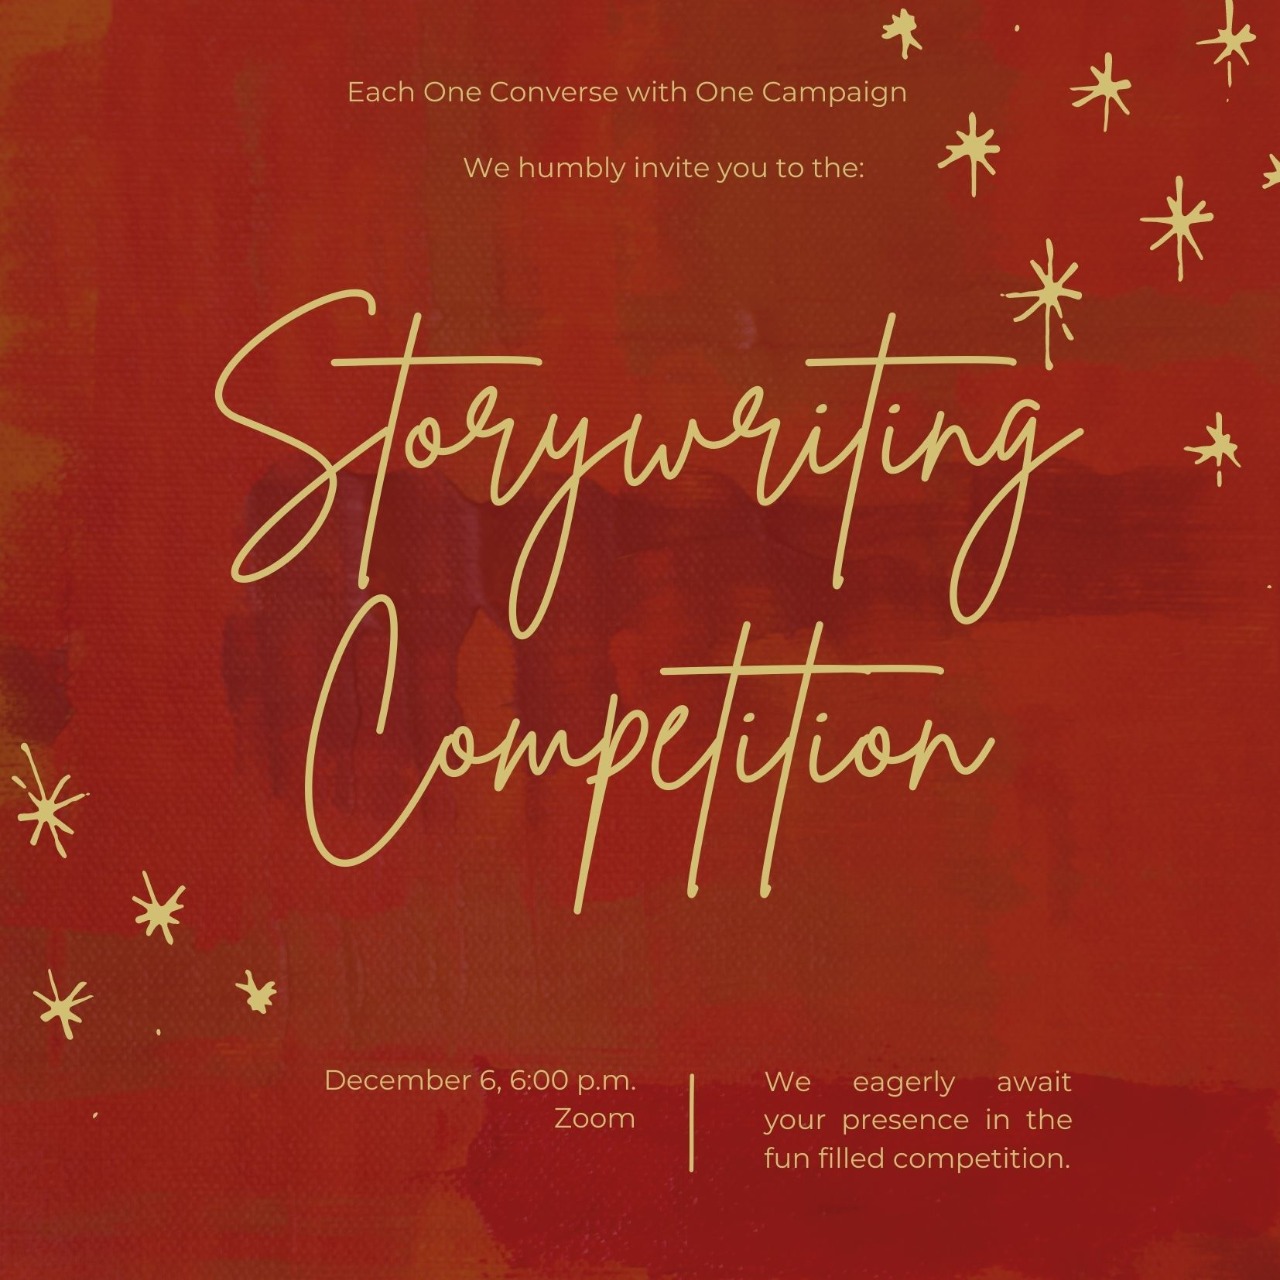 Each One Converse with One Campaign
We humbly invite you to the:
Storywriting
Competition
December 6, 6:00 p.m.
Zoom
We eagerly await
your presence in the
fun filled competition.